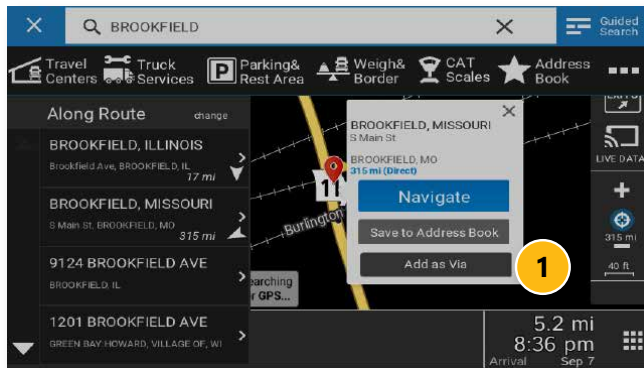 BROOKFIELD
Guided
Search
Travel
Centers
Truck
Services
P
Parking&
Rest Area
Weigh&
Border
CAT
Scales
Address
Book
Along Route
change
BROOKFIELD, ILLINOIS
Brookfield Ave, BROOKFIELD, IL
17 mi
BROOKFIELD, MISSOURI
S Main St, BROOKFIELD, MO
315 mi
9124 BROOKFIELD AVE
BROOKFIELD, IL
1201 BROOKFIELD AVE
GREEN BAY:HOWARD, VILLAGE OF, WI
11
Burlington
BROOKFIELD, MISSOURI
S Main St
BROOKFIELD, MO
315 mi (Direct)
Navigate
Save to Address Book
Add as Via
1
LIVE DATA
315 mi
40 ft
GPS...
5.2 mi
8:36 pm
Arrival Sep 7